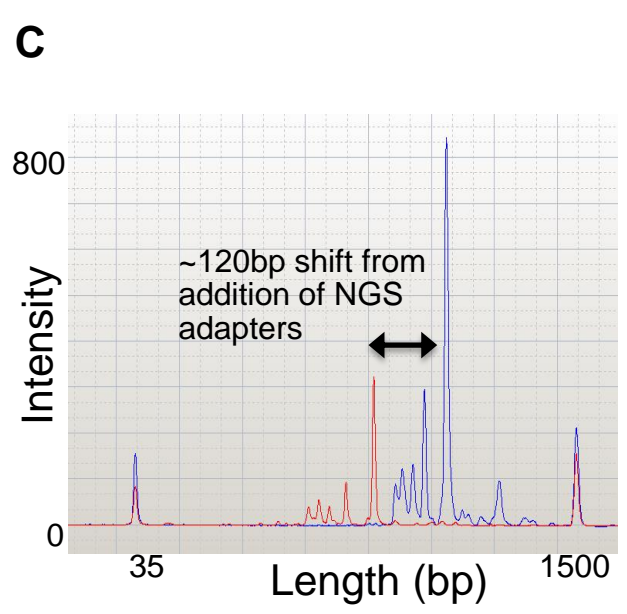 C
800
~120bp shift from
addition of NGS
adapters
Intensity
0
35
1500
Length (bp)